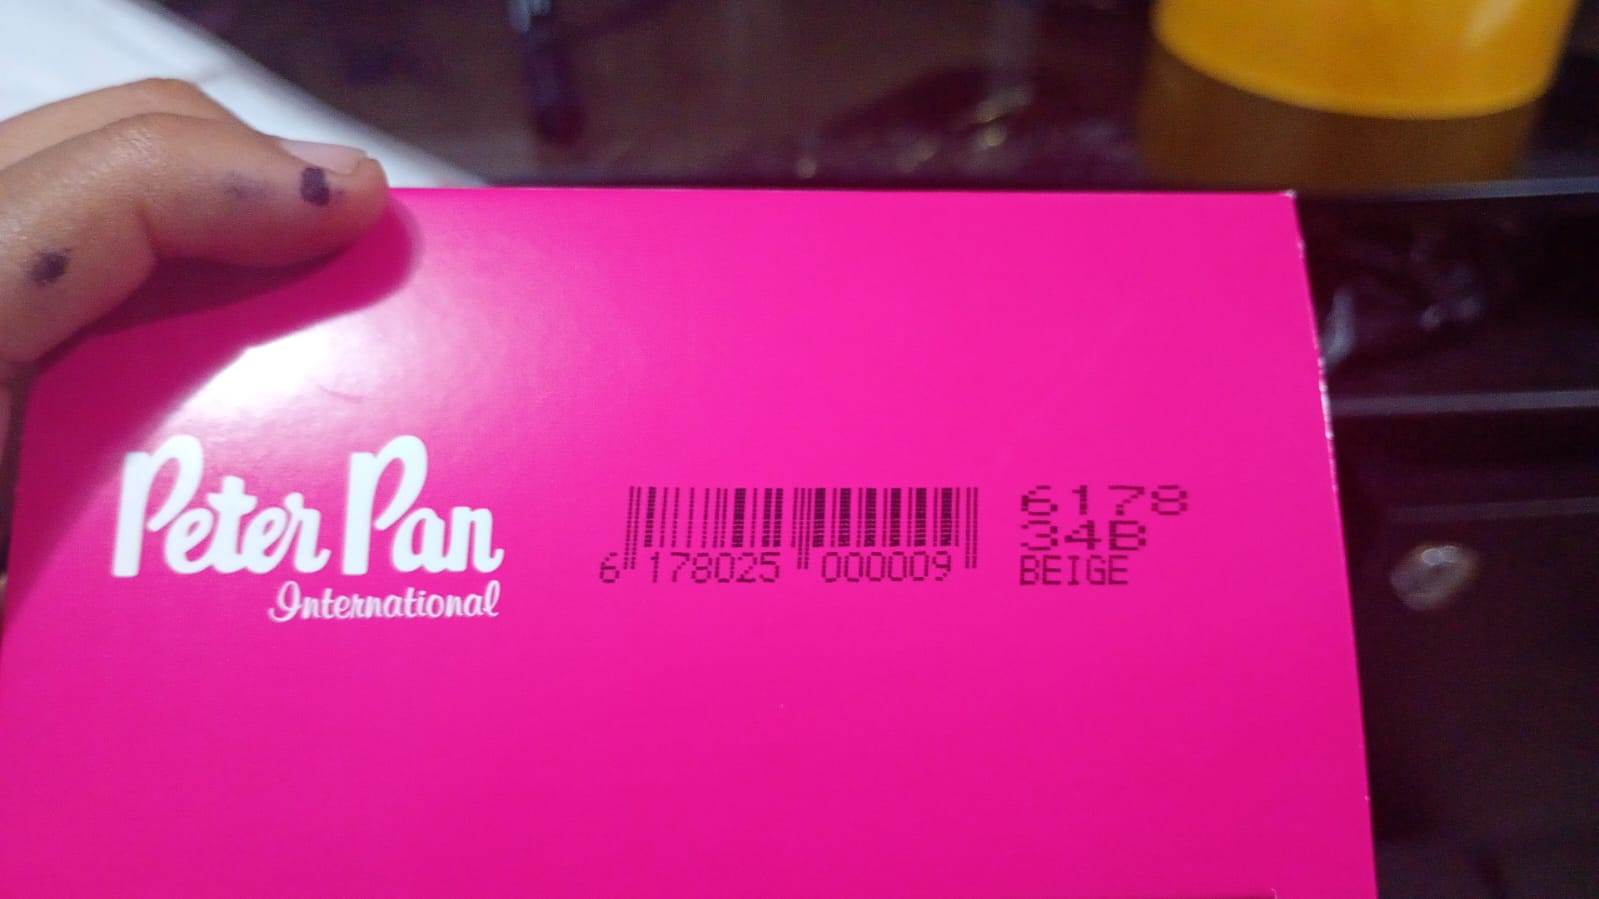 Peter Pan
International
6 178025 000009
6178
34B
BEIGE